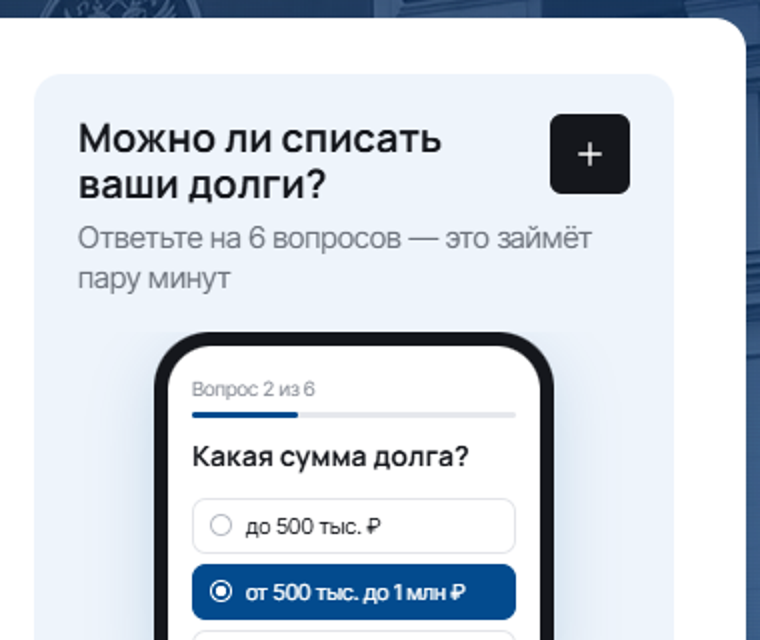 Можно ли списать
ваши долги?
+
Ответьте на 6 вопросов — это займёт
пару минут
Вопрос 2 из 6
Какая сумма долга?
до 500 тыс. ₽
от 500 тыс. до 1 млн ₽